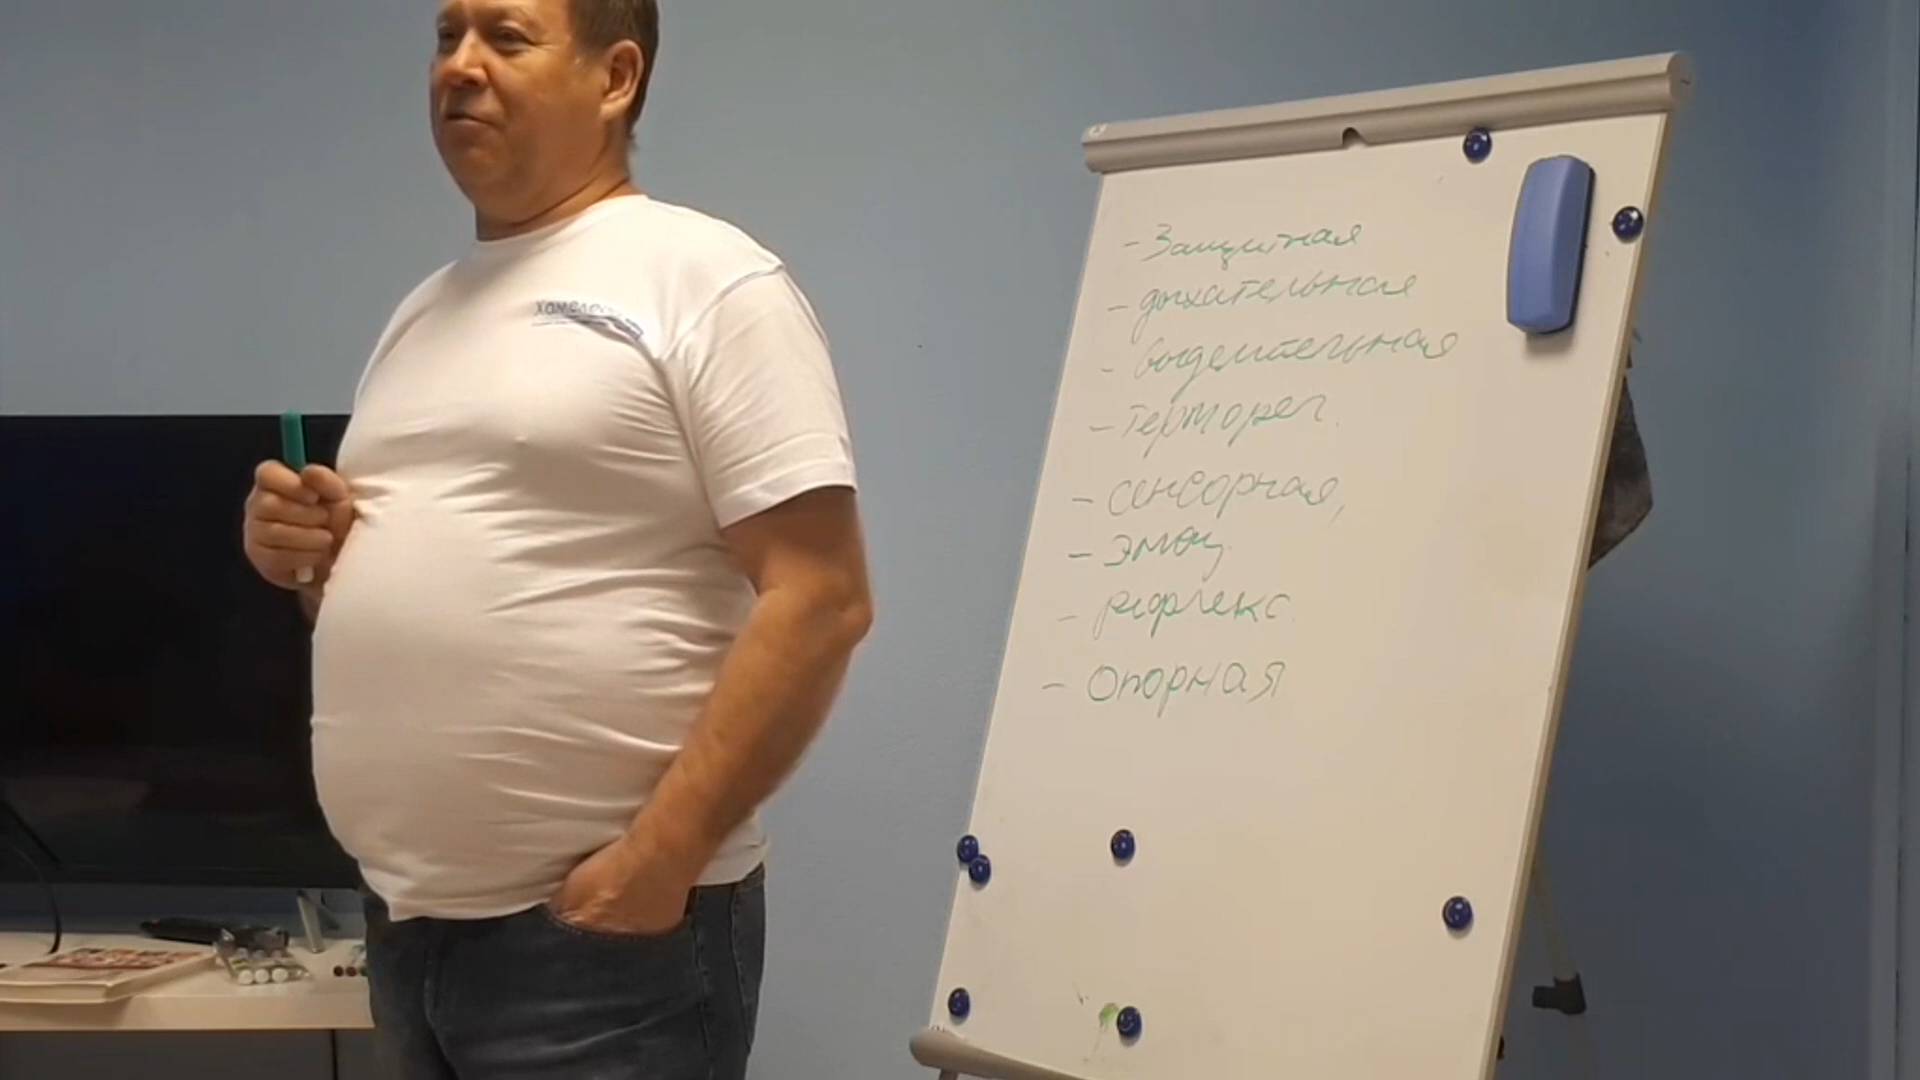 - Защитная
- дыхательная
- выделительная
- терморег.
- сенсорная,
- эмоц.
- рефлекс.
- опорная